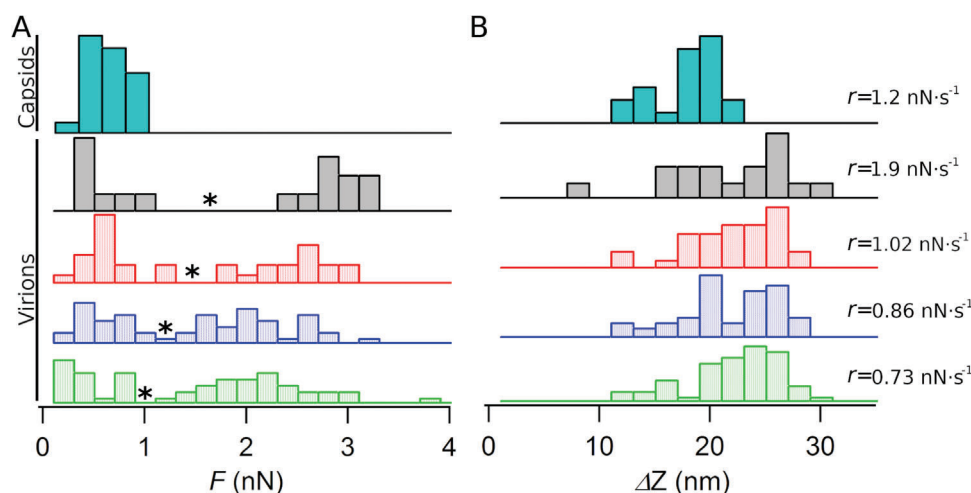 A
B
Capsids
Virions
*
*
*
*
r=1.2 nN·s⁻¹
r=1.9 nN·s⁻¹
r=1.02 nN·s⁻¹
r=0.86 nN·s⁻¹
r=0.73 nN·s⁻¹
0 1 2 3 4
F (nN)
0 10 20 30
ΔZ (nm)